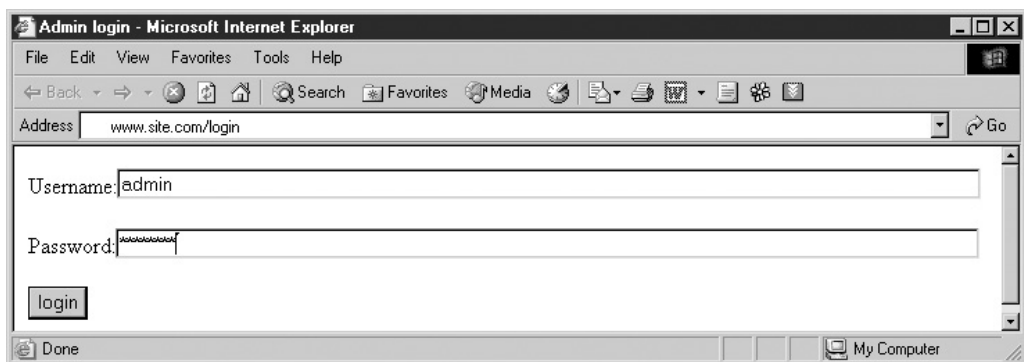 Admin login - Microsoft Internet Explorer
File Edit View Favorites Tools Help
Back Search Favorites Media
Address www.site.com/login Go
Username: admin
Password: *********
login
Done My Computer